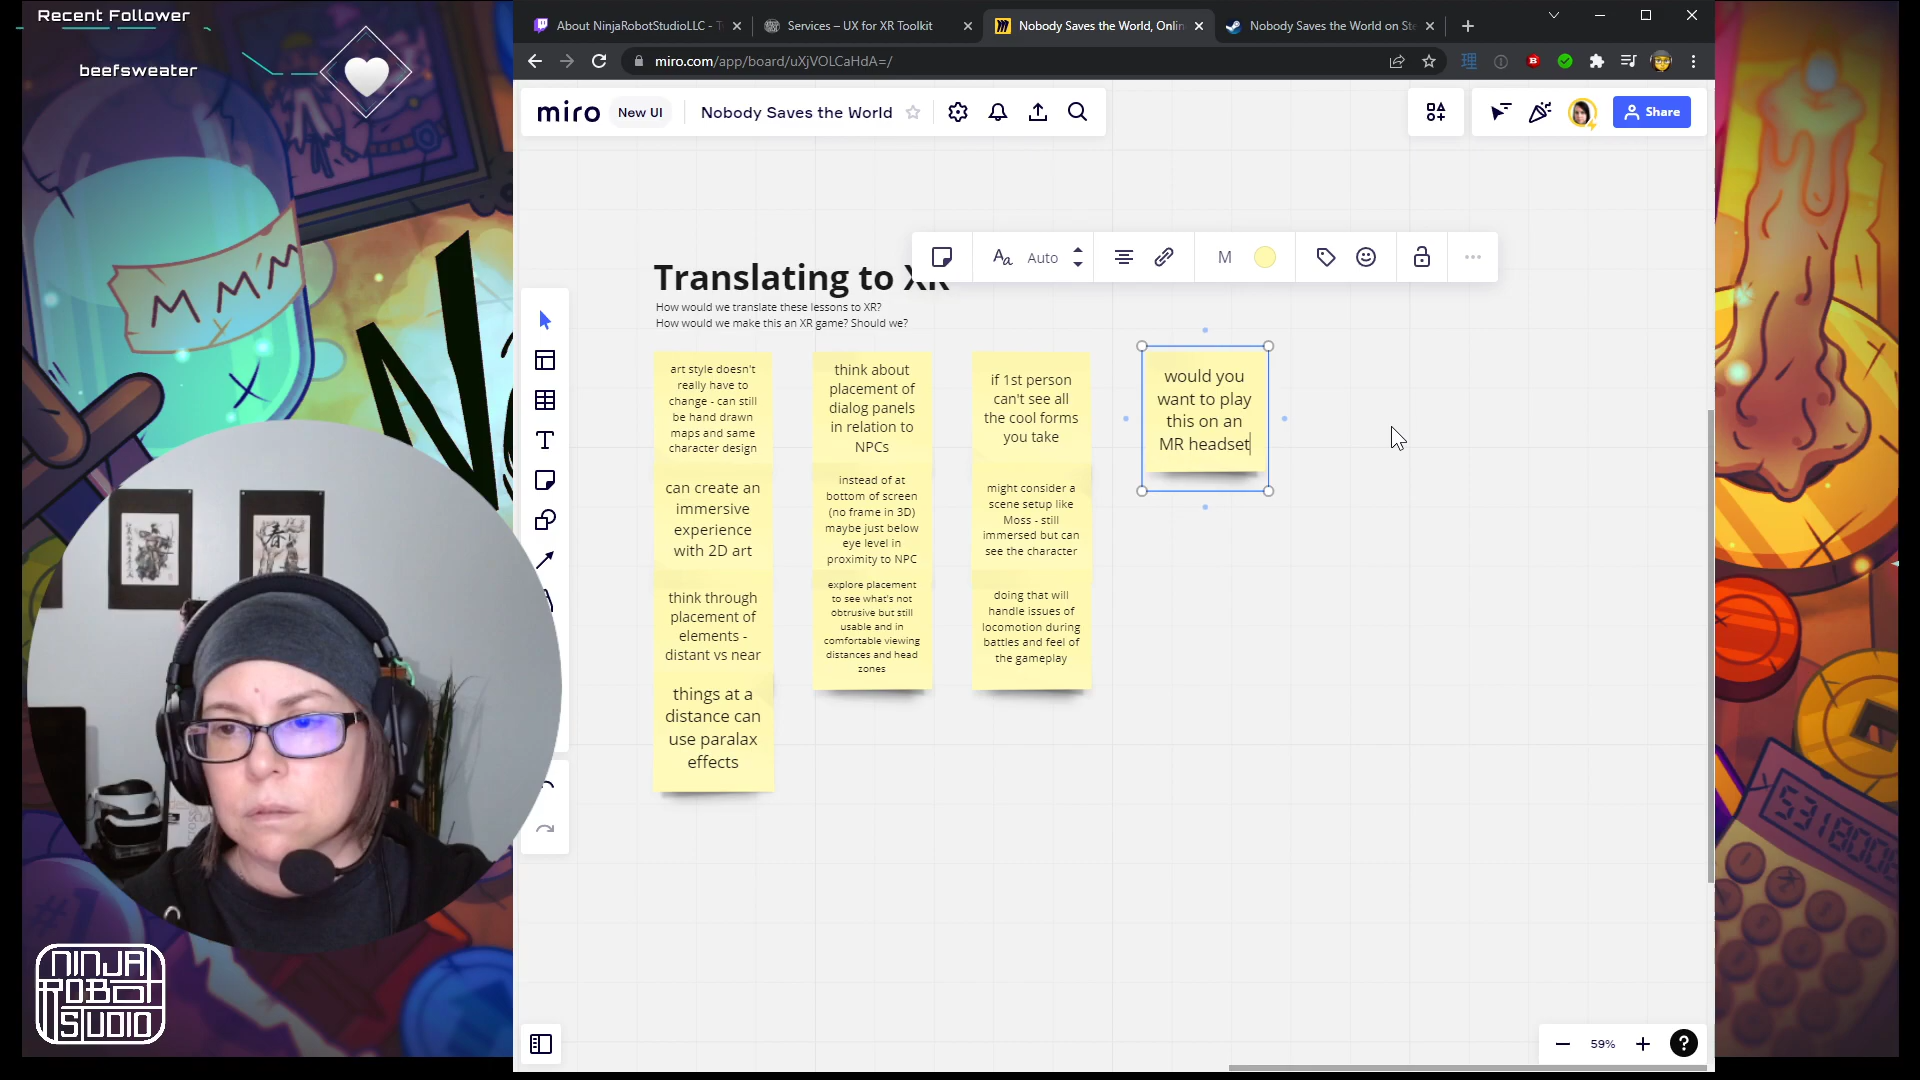 Recent Follower
beefsweater
MMM
#1
NINJA
ROBOT
STUDIO
About NinjaRobotStudioLLC - T
Services – UX for XR Toolkit
Nobody Saves the World, Onlin
Nobody Saves the World on Ste
miro.com/app/board/uXjVOLCaHdA=/
miro
New UI
Nobody Saves the World
Share
Aa
Auto
M
Translating to XR
How would we translate these lessons to XR?
How would we make this an XR game? Should we?
art style doesn't
really have to
change - can still
be hand drawn
maps and same
character design
can create an
immersive
experience
with 2D art
think through
placement of
elements -
distant vs near
things at a
distance can
use paralax
effects
think about
placement of
dialog panels
in relation to
NPCs
instead of at
bottom of screen
(no frame in 3D)
maybe just below
eye level in
proximity to NPC
explore placement
to see what's not
obtrusive but still
usable and in
comfortable viewing
distances and head
zones
if 1st person
can't see all
the cool forms
you take
might consider a
scene setup like
Moss - still
immersed but can
see the character
doing that will
handle issues of
locomotion during
battles and feel of
the gameplay
would you
want to play
this on an
MR headset
59%
5318008